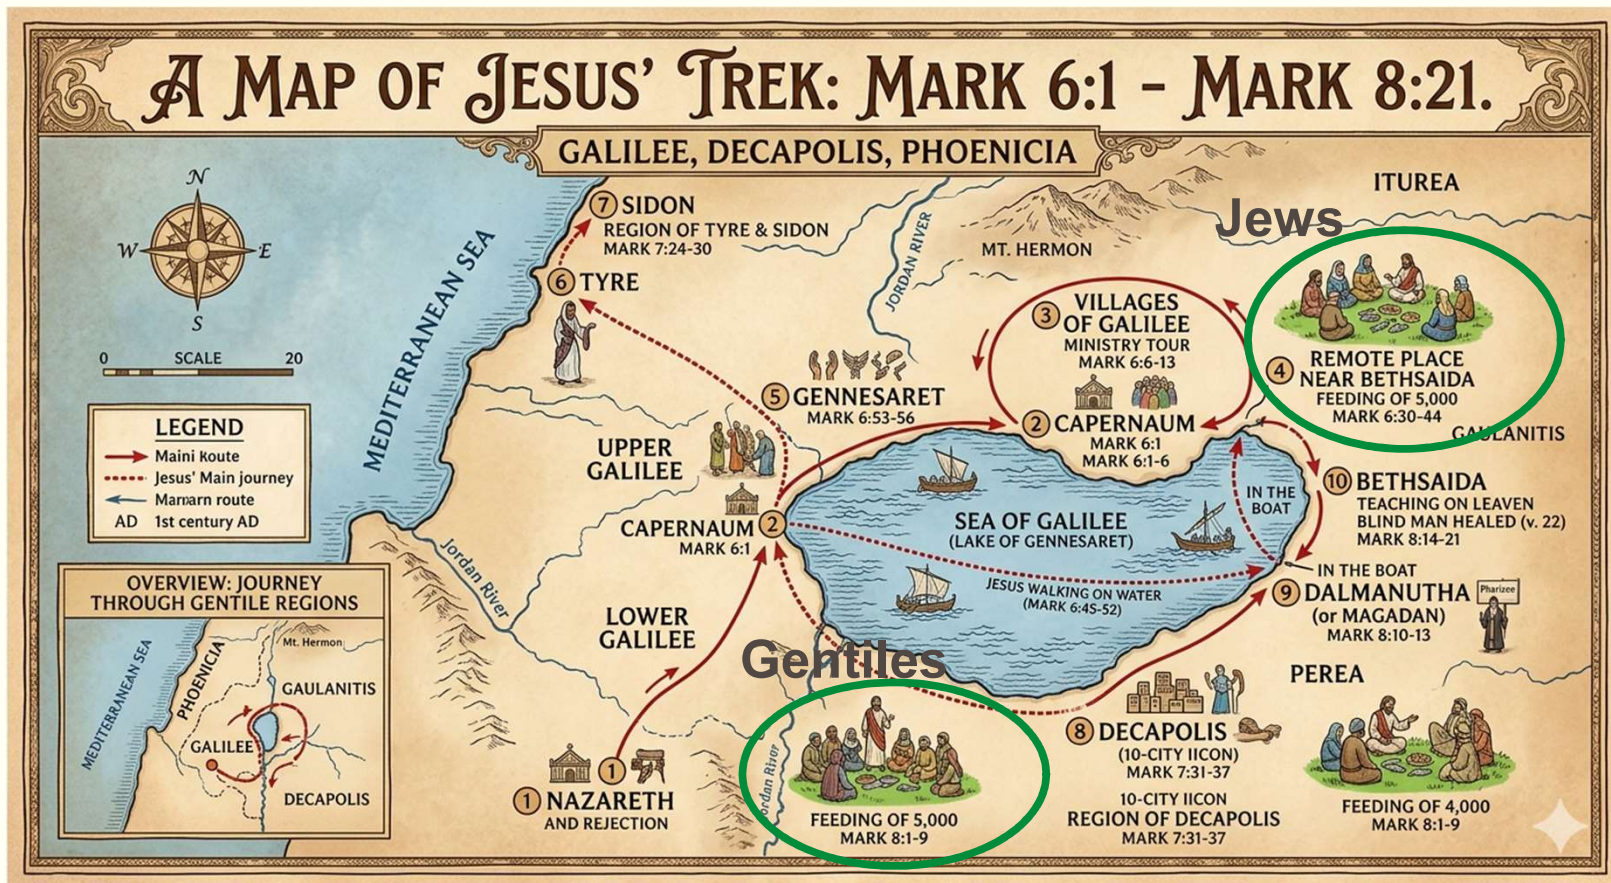 A MAP OF JESUS' TREK: MARK 6:1 - MARK 8:21.
GALILEE, DECAPOLIS, PHOENICIA
N
W
E
S
0 SCALE 20
LEGEND
Maini Koute
Jesus' Main journey
Mamarn route
AD 1st century AD
OVERVIEW: JOURNEY
THROUGH GENTILE REGIONS
MEDITERRANEAN SEA
PHOENICIA
Mt. Hermon
GAULANITIS
GALILEE
DECAPOLIS
MEDITERRANEAN SEA
7 SIDON
REGION OF TYRE & SIDON
MARK 7:24-30
6 TYRE
JORDAN RIVER
MT. HERMON
ITUREA
Jews
3 VILLAGES
OF GALILEE
MINISTRY TOUR
MARK 6:6-13
4 REMOTE PLACE
NEAR BETHSAIDA
FEEDING OF 5,000
MARK 6:30-44
GAULANITIS
5 GENNESARET
MARK 6:53-56
2 CAPERNAUM
MARK 6:1
MARK 6:1-6
UPPER
GALILEE
CAPERNAUM 2
MARK 6:1
SEA OF GALILEE
(LAKE OF GENNESARET)
IN THE
BOAT
10 BETHSAIDA
TEACHING ON LEAVEN
BLIND MAN HEALED (v. 22)
MARK 8:14-21
JESUS WALKING ON WATER
(MARK 6:4S-52)
IN THE BOAT
9 DALMANUTHA
(or MAGADAN)
MARK 8:10-13
Pharizee
Jordan River
LOWER
GALILEE
Gentiles
PEREA
1
1 NAZARETH
AND REJECTION
Jordan River
FEEDING OF 5,000
MARK 8:1-9
8 DECAPOLIS
(10-CITY IICON)
MARK 7:31-37
10-CITY IICON
REGION OF DECAPOLIS
MARK 7:31-37
FEEDING OF 4,000
MARK 8:1-9